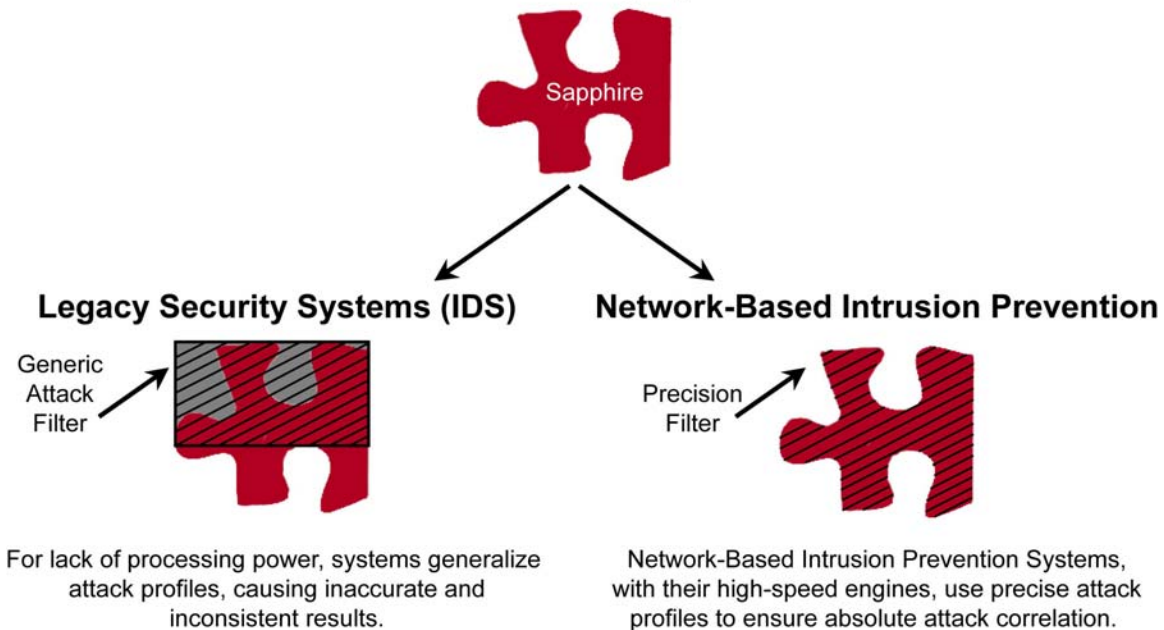 Sapphire
Legacy Security Systems (IDS)
Generic
Attack
Filter
For lack of processing power, systems generalize
attack profiles, causing inaccurate and
inconsistent results.
Network-Based Intrusion Prevention
Precision
Filter
Network-Based Intrusion Prevention Systems,
with their high-speed engines, use precise attack
profiles to ensure absolute attack correlation.